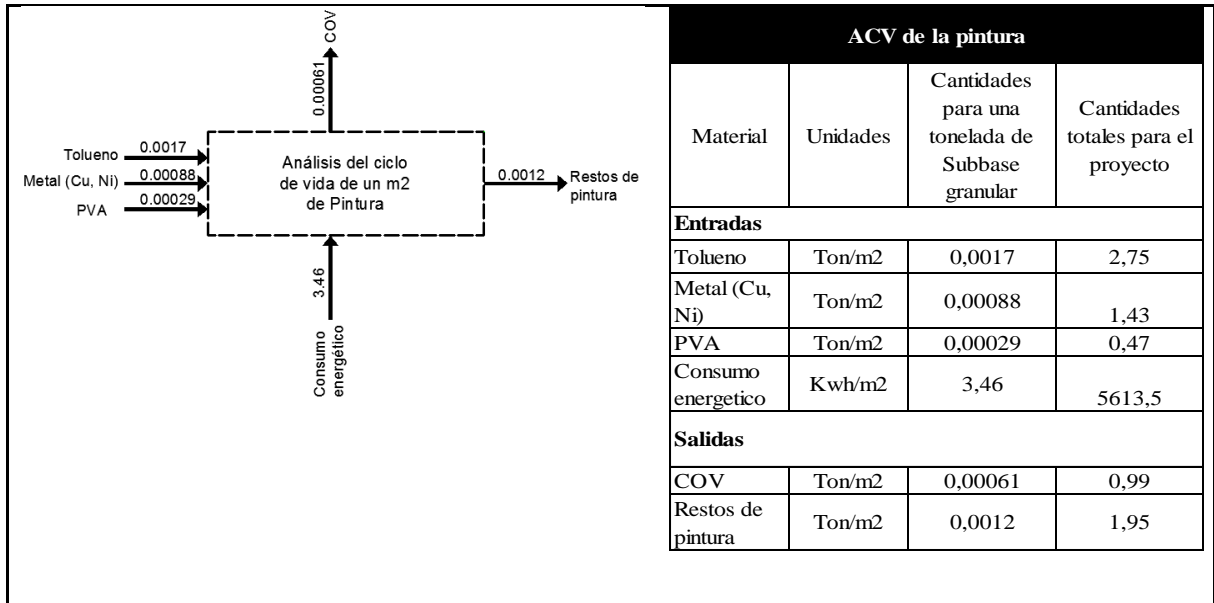 COV
0.00061
Tolueno 0.0017
Metal (Cu, Ni) 0.00088
PVA 0.00029
Análisis del ciclo
de vida de un m2
de Pintura
0.0012 Restos de
pintura
3.46
Consumo
energético
ACV de la pintura
Material
Unidades
Cantidades
para una
tonelada de
Subbase
granular
Cantidades
totales para el
proyecto
Entradas
Tolueno Ton/m2 0,0017 2,75
Metal (Cu,
Ni) Ton/m2 0,00088 1,43
PVA Ton/m2 0,00029 0,47
Consumo
energetico Kwh/m2 3,46 5613,5
Salidas
COV Ton/m2 0,00061 0,99
Restos de
pintura Ton/m2 0,0012 1,95